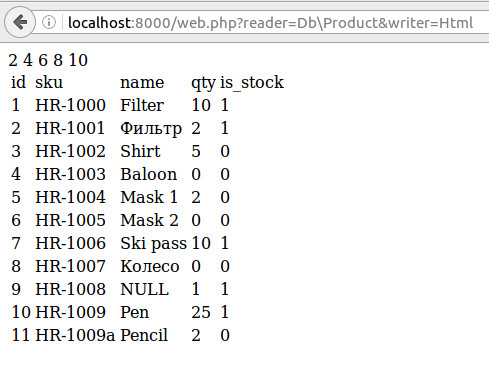 localhost:8000/web.php?reader=Db\Product&writer=Html
2 4 6 8 10
id sku name qty is_stock
1 HR-1000 Filter 10 1
2 HR-1001 Фильтр 2 1
3 HR-1002 Shirt 5 0
4 HR-1003 Baloon 0 0
5 HR-1004 Mask 1 2 0
6 HR-1005 Mask 2 0 0
7 HR-1006 Ski pass 10 1
8 HR-1007 Колесо 0 0
9 HR-1008 NULL 1 1
10 HR-1009 Pen 25 1
11 HR-1009a Pencil 2 0